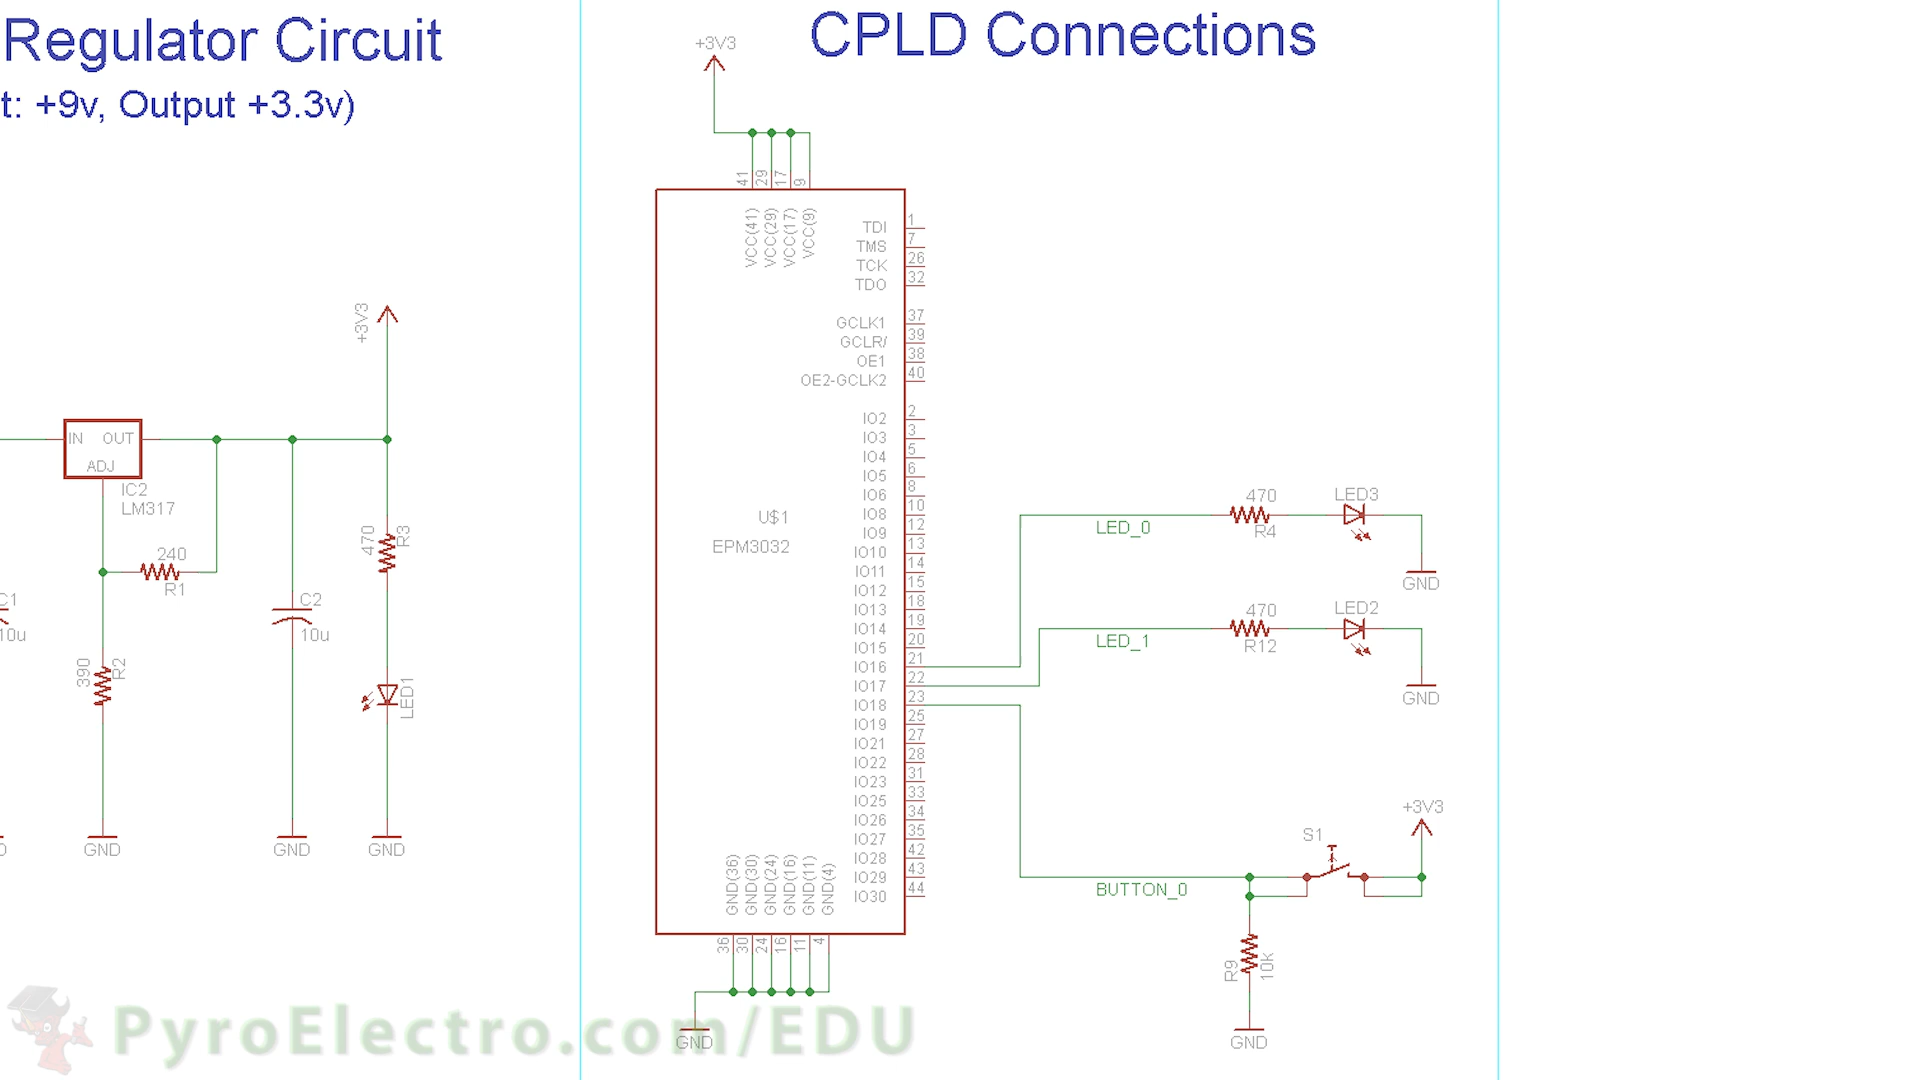 Regulator Circuit
t: +9v, Output +3.3v)
+3V3
IN OUT
ADJ
IC2
LM317
240
R1
470
R3
C1
10u
C2
10u
390
R2
LED1
GND
GND
GND
CPLD Connections
+3V3
41
29
17
9
VCC(41)
VCC(29)
VCC(17)
VCC(9)
TDI 1
TMS 7
TCK 26
TDO 32
GCLK1 37
GCLR/ 39
OE1 38
OE2-GCLK2 40
IO2 2
IO3 3
IO4 5
IO5 6
IO6 8
IO8 10
IO9 12
IO10 13
IO11 14
IO12 15
IO13 18
IO14 19
IO15 20
IO16 21
IO17 22
IO18 23
IO19 25
IO21 27
IO22 28
IO23 31
IO25 33
IO26 34
IO27 35
IO28 42
IO29 43
IO30 44
U$1
EPM3032
GND(36)
GND(30)
GND(24)
GND(16)
GND(11)
GND(4)
36
30
24
16
11
4
GND
LED_0
470
R4
LED3
GND
LED_1
470
R12
LED2
GND
BUTTON_0
S1
+3V3
R9
10k
GND
PyroElectro.com/EDU